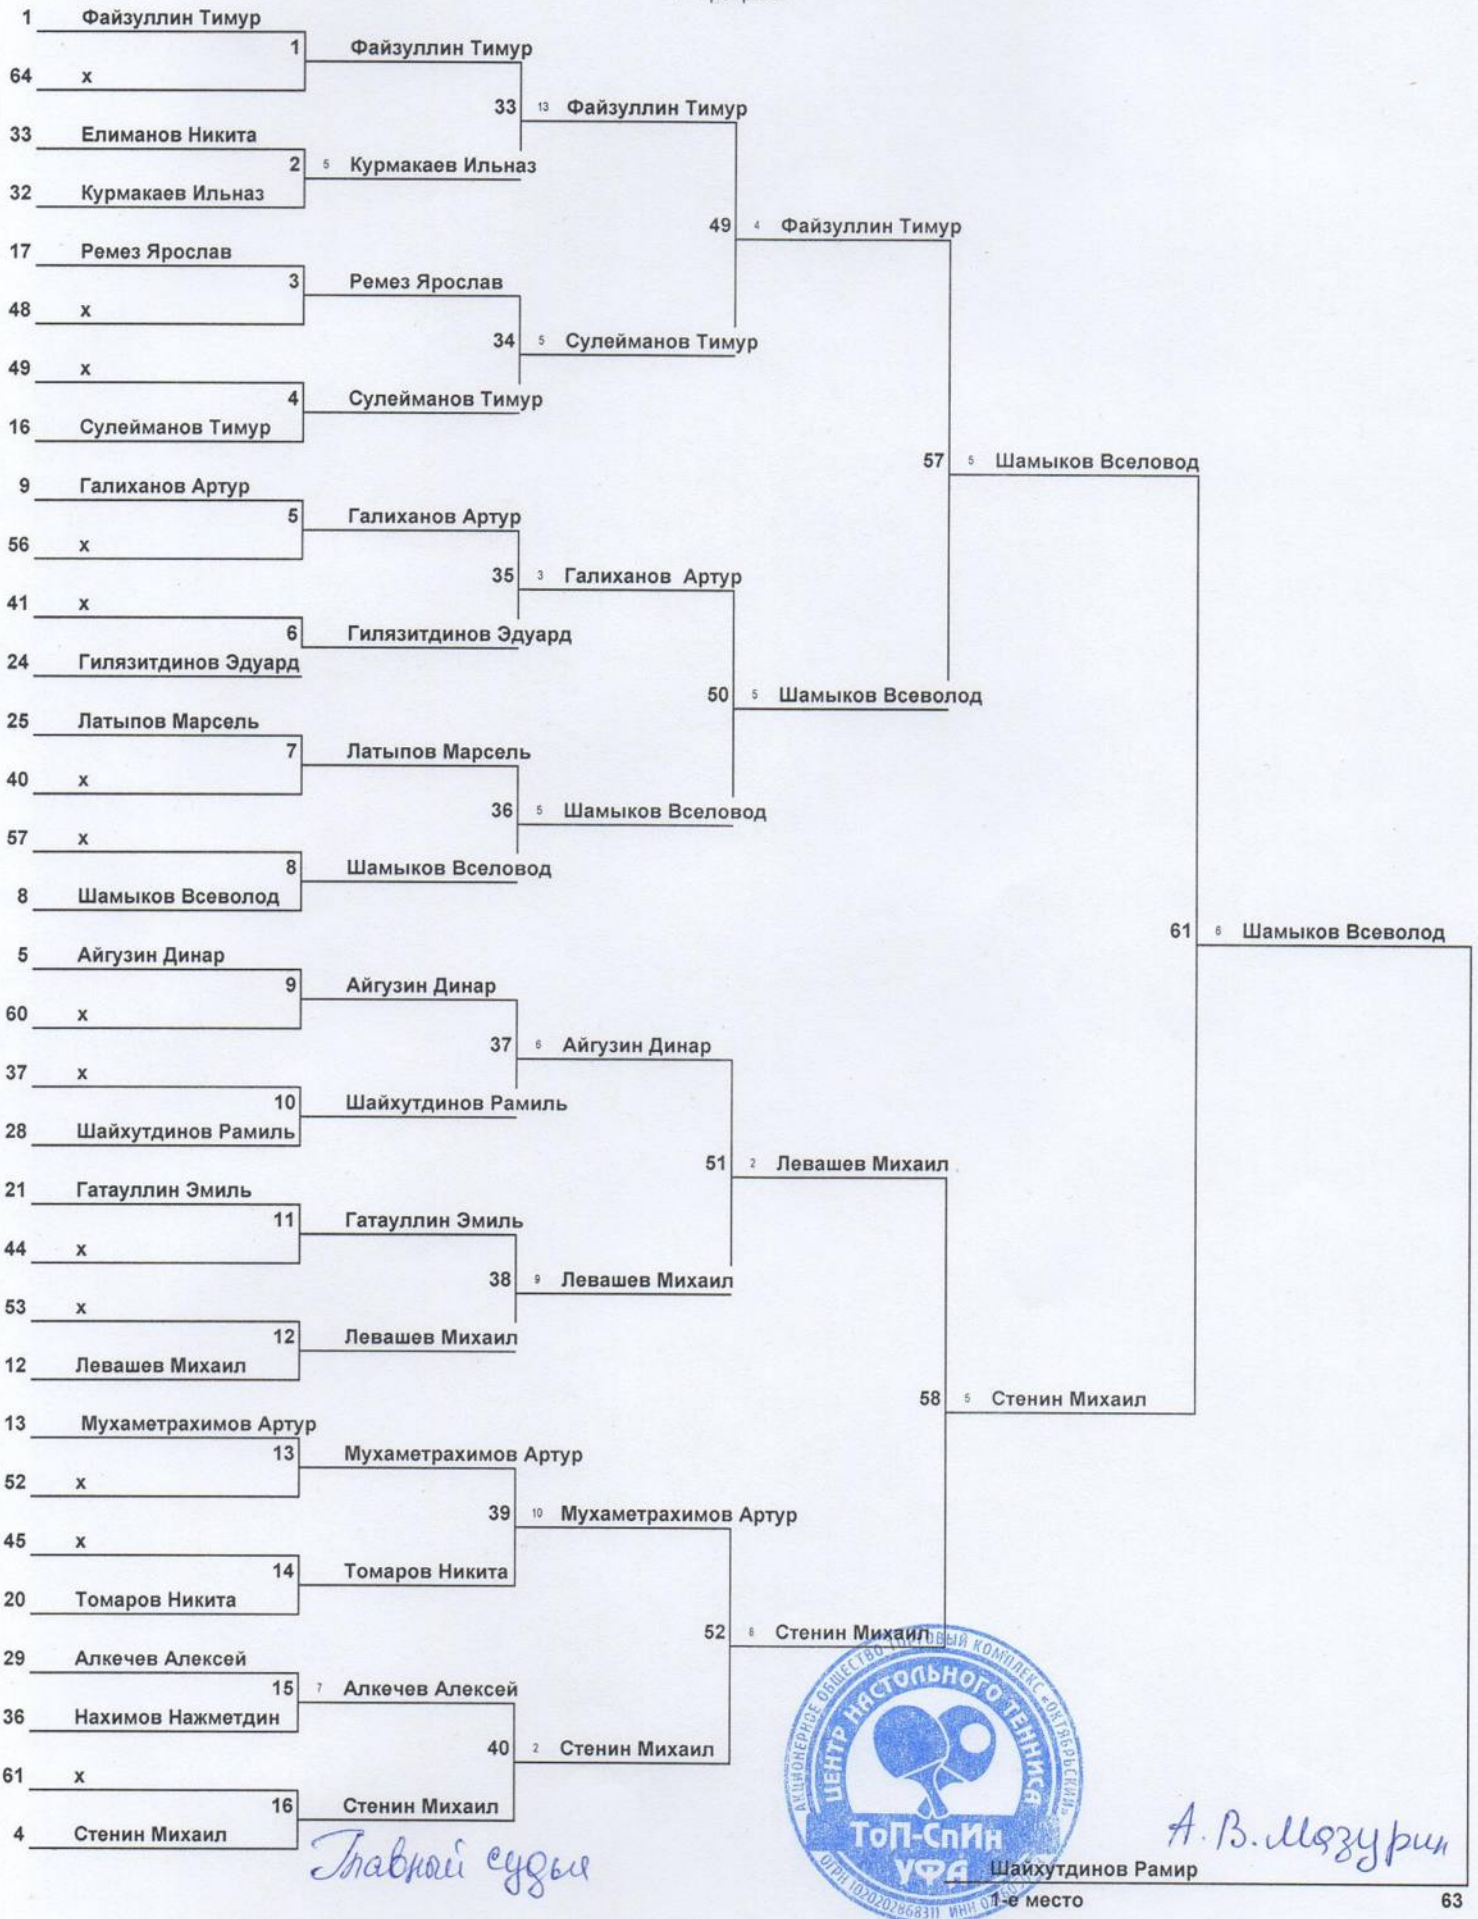 1 Файзуллин Тимур
1 Файзуллин Тимур
64 x
33 13 Файзуллин Тимур
33 Елиманов Никита
2 5 Курмакаев Ильназ
32 Курмакаев Ильназ
49 4 Файзуллин Тимур
17 Ремез Ярослав
3 Ремез Ярослав
48 x
34 5 Сулейманов Тимур
49 x
4 Сулейманов Тимур
16 Сулейманов Тимур
57 5 Шамыков Вселовод
9 Галиханов Артур
5 Галиханов Артур
56 x
35 3 Галиханов Артур
41 x
6 Гилязитдинов Эдуард
24 Гилязитдинов Эдуард
50 5 Шамыков Всеволод
25 Латыпов Марсель
7 Латыпов Марсель
40 x
36 5 Шамыков Вселовод
57 x
8 Шамыков Вселовод
8 Шамыков Всеволод
61 6 Шамыков Всеволод
5 Айгузин Динар
9 Айгузин Динар
60 x
37 6 Айгузин Динар
37 x
10 Шайхутдинов Рамиль
28 Шайхутдинов Рамиль
51 2 Левашев Михаил
21 Гатауллин Эмиль
11 Гатауллин Эмиль
44 x
38 9 Левашев Михаил
53 x
12 Левашев Михаил
12 Левашев Михаил
58 5 Стенин Михаил
13 Мухаметрахимов Артур
13 Мухаметрахимов Артур
52 x
39 10 Мухаметрахимов Артур
45 x
14 Томаров Никита
20 Томаров Никита
52 8 Стенин Михаил
29 Алкечев Алексей
15 7 Алкечев Алексей
36 Нахимов Нажметдин
40 2 Стенин Михаил
61 x
16 Стенин Михаил
4 Стенин Михаил
Главный судья
АКЦИОНЕРНОЕ ОБЩЕСТВО ТОРГОВЫЙ КОМПЛЕКС «ОКТЯБРЬСКИЙ»
ЦЕНТР НАСТОЛЬНОГО ТЕННИСА
ТоП-СпИн
УФА
ОГРН 1020202868311 ИНН
А.В.Мазурин
Шайхутдинов Рамир
1-е место 63